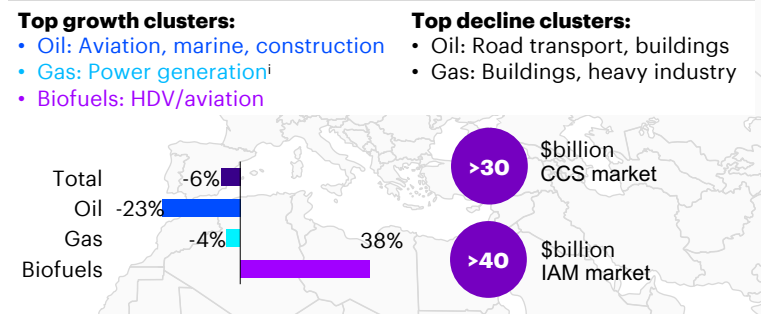 Top growth clusters:
• Oil: Aviation, marine, construction
• Gas: Power generationⁱ
• Biofuels: HDV/aviation
Top decline clusters:
• Oil: Road transport, buildings
• Gas: Buildings, heavy industry
Total -6%
Oil -23%
Gas -4%
Biofuels 38%
>30
$billion
CCS market
>40
$billion
IAM market